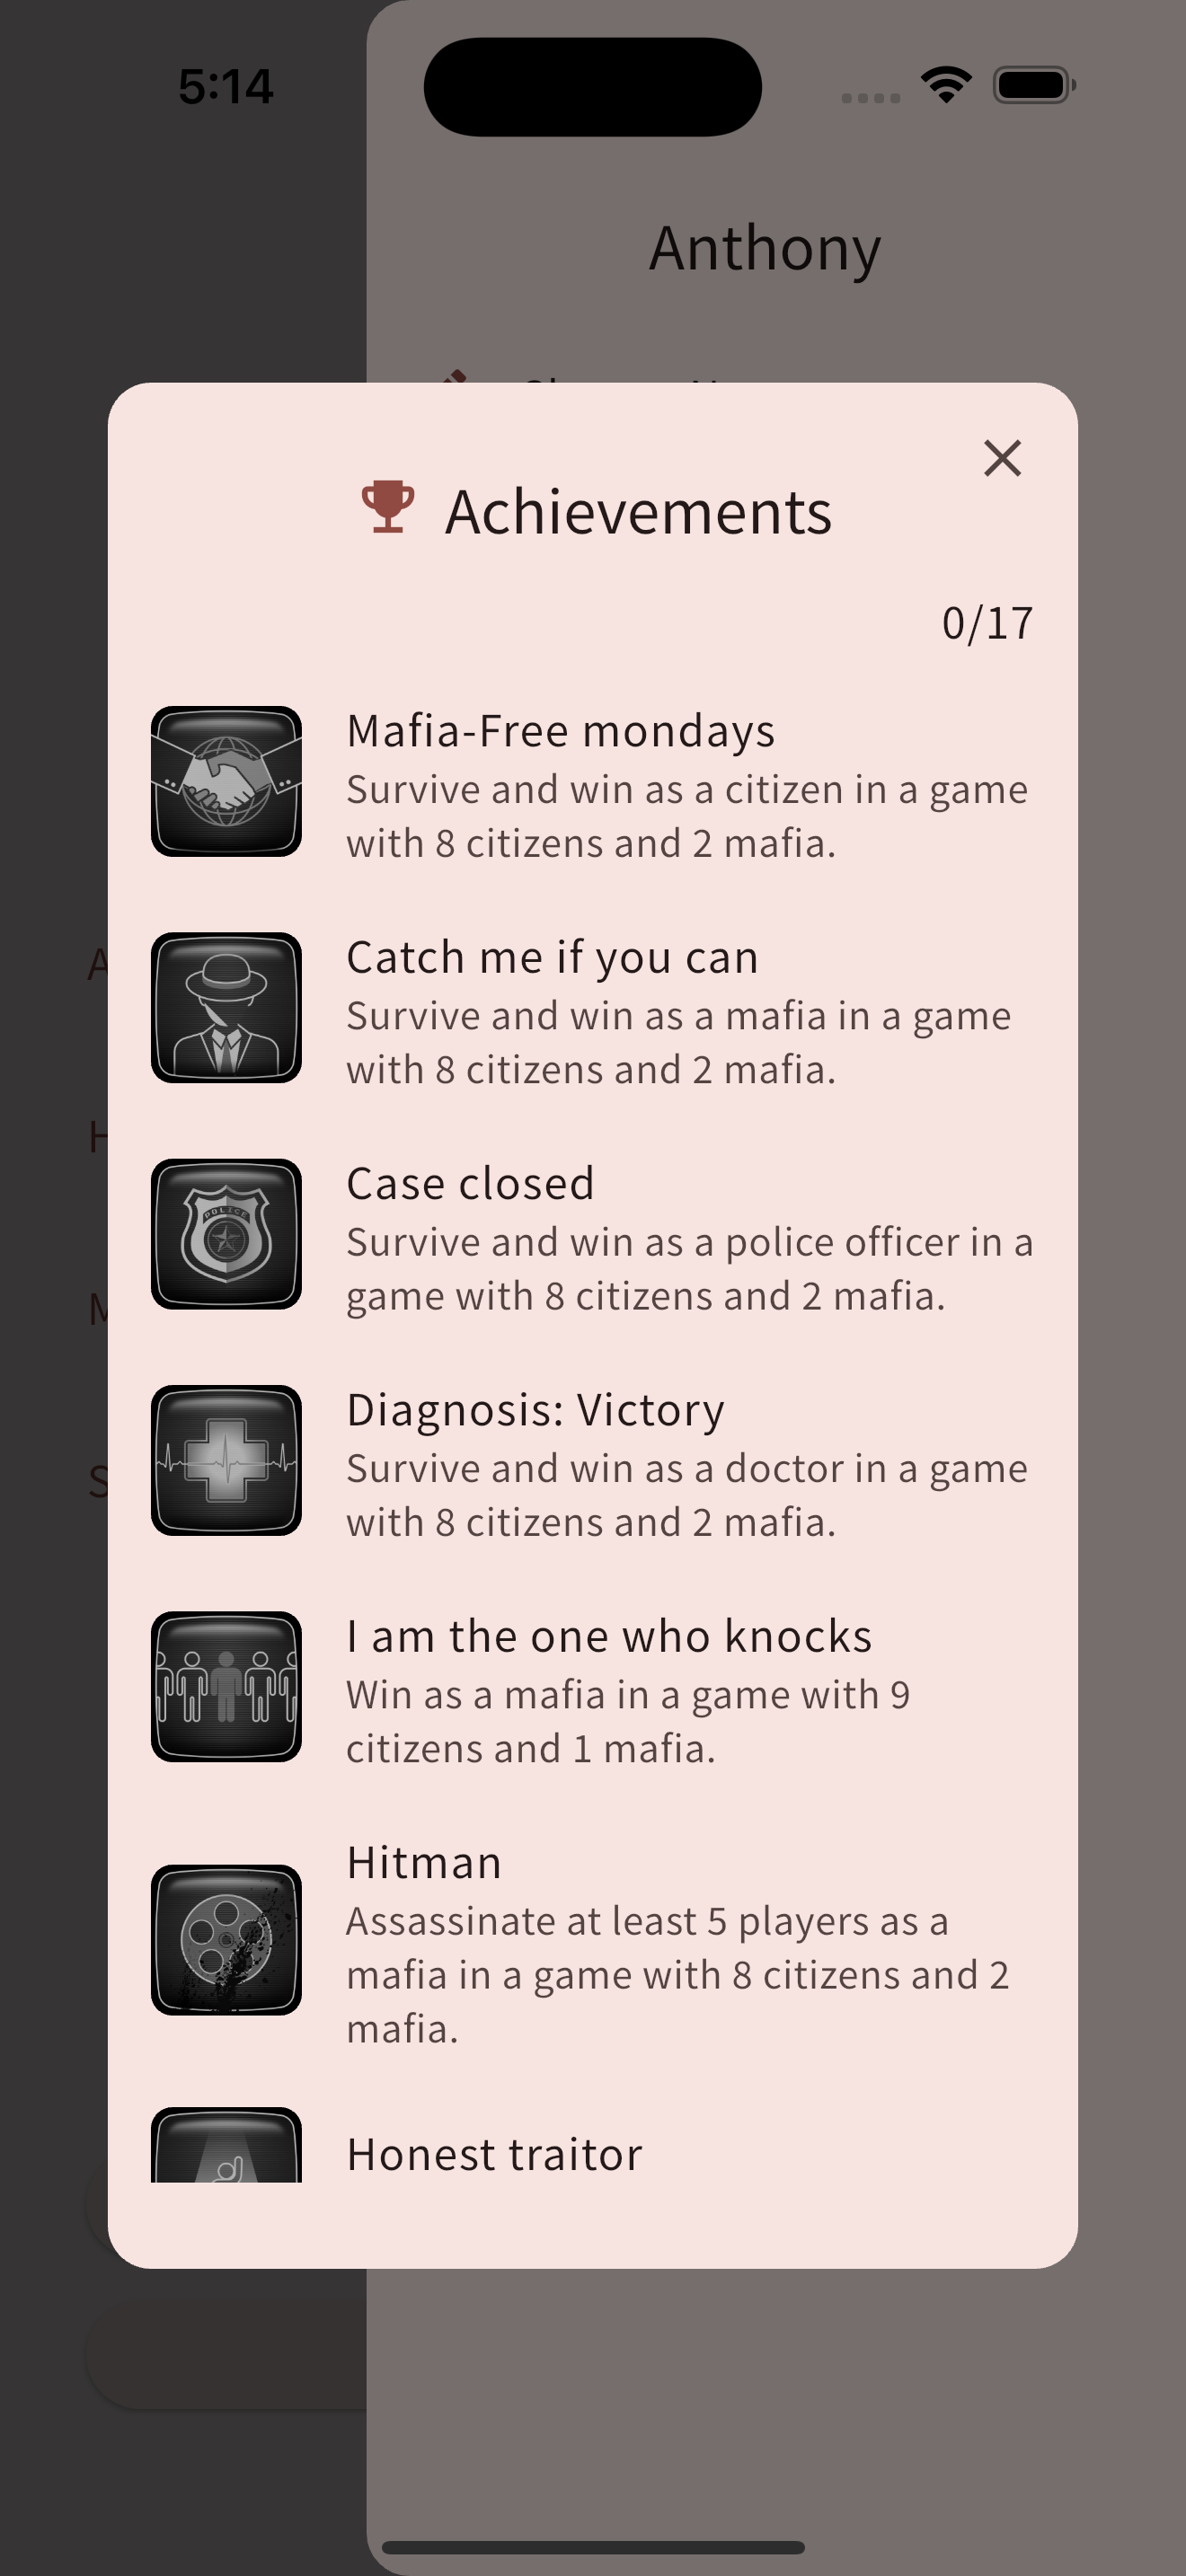 5:14
Anthony
Achievements
0/17
Mafia-Free mondays
Survive and win as a citizen in a game
with 8 citizens and 2 mafia.
Catch me if you can
Survive and win as a mafia in a game
with 8 citizens and 2 mafia.
Case closed
POLICE
Survive and win as a police officer in a
game with 8 citizens and 2 mafia.
Diagnosis: Victory
Survive and win as a doctor in a game
with 8 citizens and 2 mafia.
I am the one who knocks
Win as a mafia in a game with 9
citizens and 1 mafia.
Hitman
Assassinate at least 5 players as a
mafia in a game with 8 citizens and 2
mafia.
Honest traitor